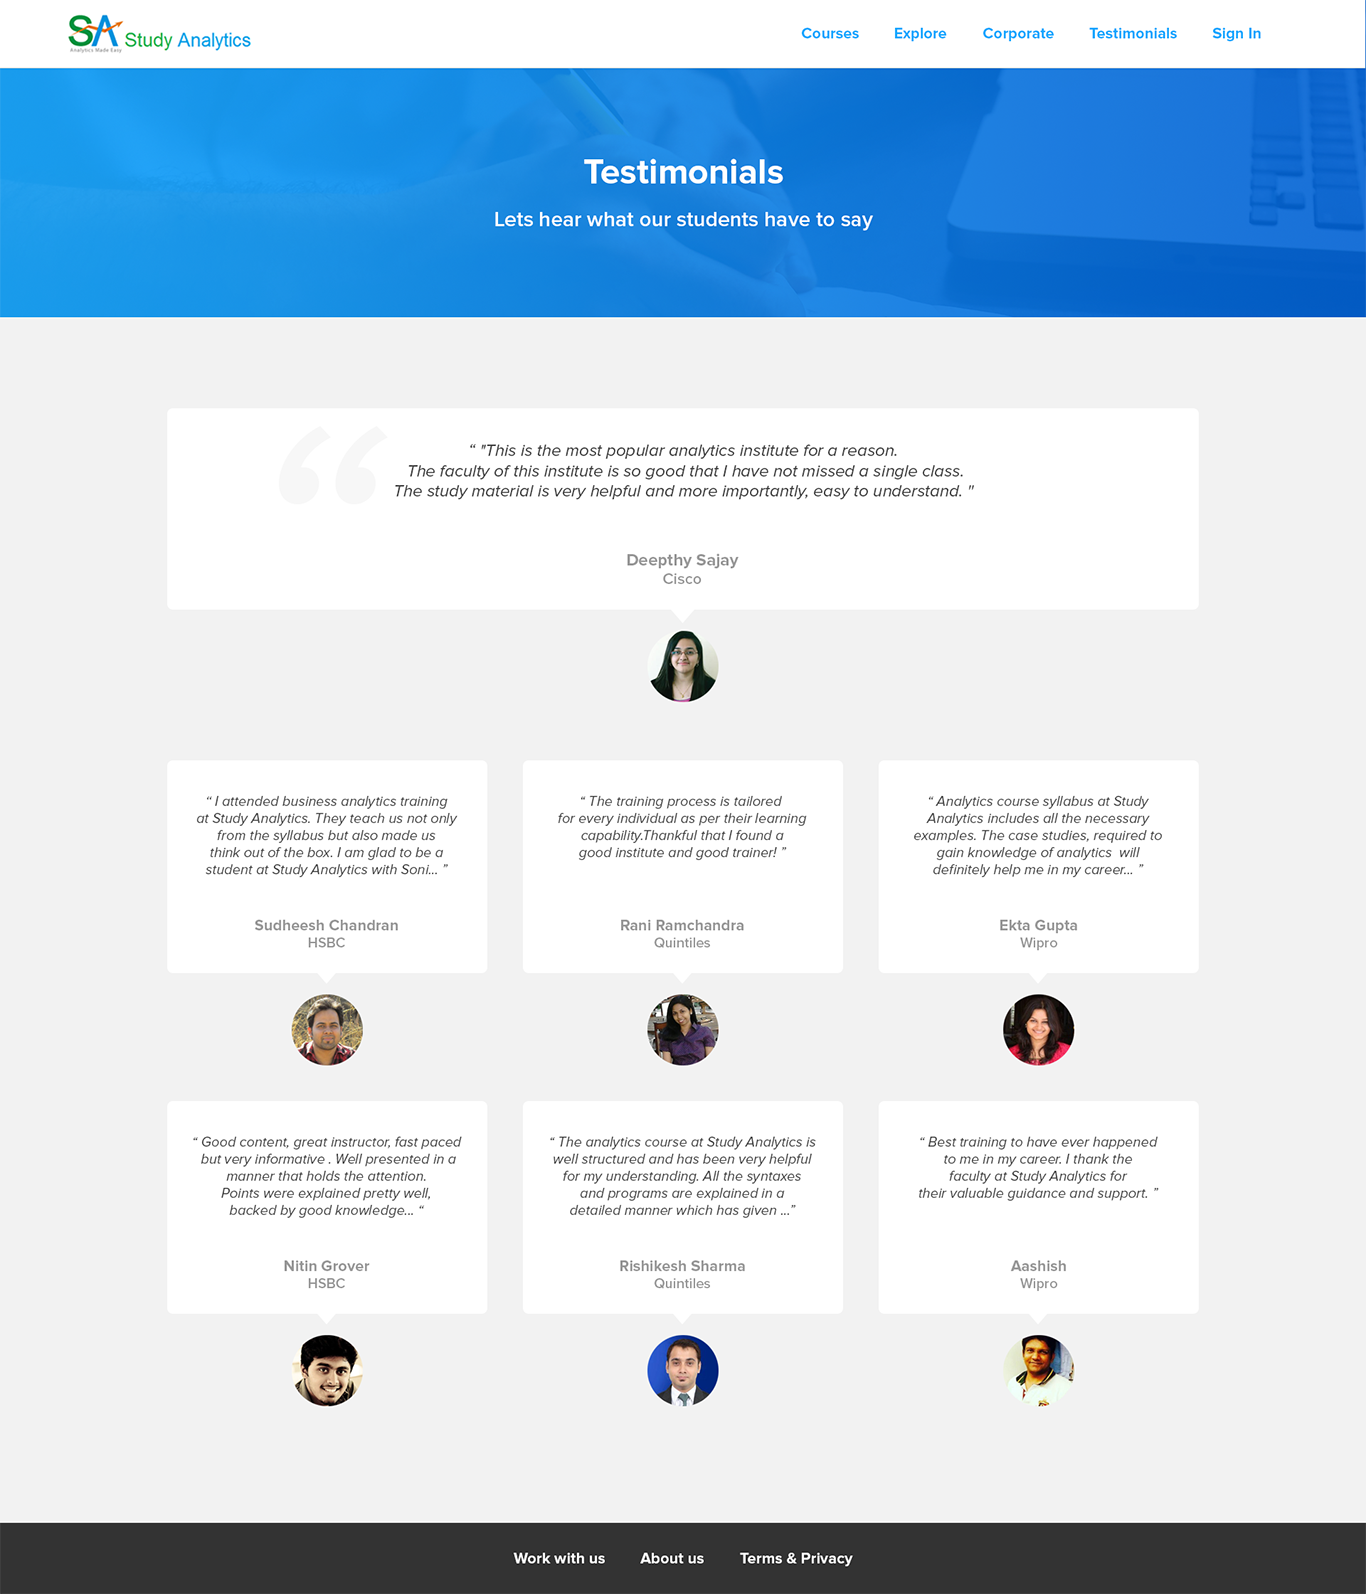 SA Study Analytics
Analytics Made Easy
Courses Explore Corporate Testimonials Sign In
Testimonials
Lets hear what our students have to say
“ "This is the most popular analytics institute for a reason.
The faculty of this institute is so good that I have not missed a single class.
The study material is very helpful and more importantly, easy to understand. "
Deepthy Sajay
Cisco
“ I attended business analytics training
at Study Analytics. They teach us not only
from the syllabus but also made us
think out of the box. I am glad to be a
student at Study Analytics with Soni... ”
Sudheesh Chandran
HSBC
“ The training process is tailored
for every individual as per their learning
capability.Thankful that I found a
good institute and good trainer! ”
Rani Ramchandra
Quintiles
“ Analytics course syllabus at Study
Analytics includes all the necessary
examples. The case studies, required to
gain knowledge of analytics  will
definitely help me in my career... ”
Ekta Gupta
Wipro
“ Good content, great instructor, fast paced
but very informative . Well presented in a
manner that holds the attention.
Points were explained pretty well,
backed by good knowledge... “
Nitin Grover
HSBC
“ The analytics course at Study Analytics is
well structured and has been very helpful
for my understanding. All the syntaxes
and programs are explained in a
detailed manner which has given ...”
Rishikesh Sharma
Quintiles
“ Best training to have ever happened
to me in my career. I thank the
faculty at Study Analytics for
their valuable guidance and support. ”
Aashish
Wipro
Work with us About us Terms & Privacy